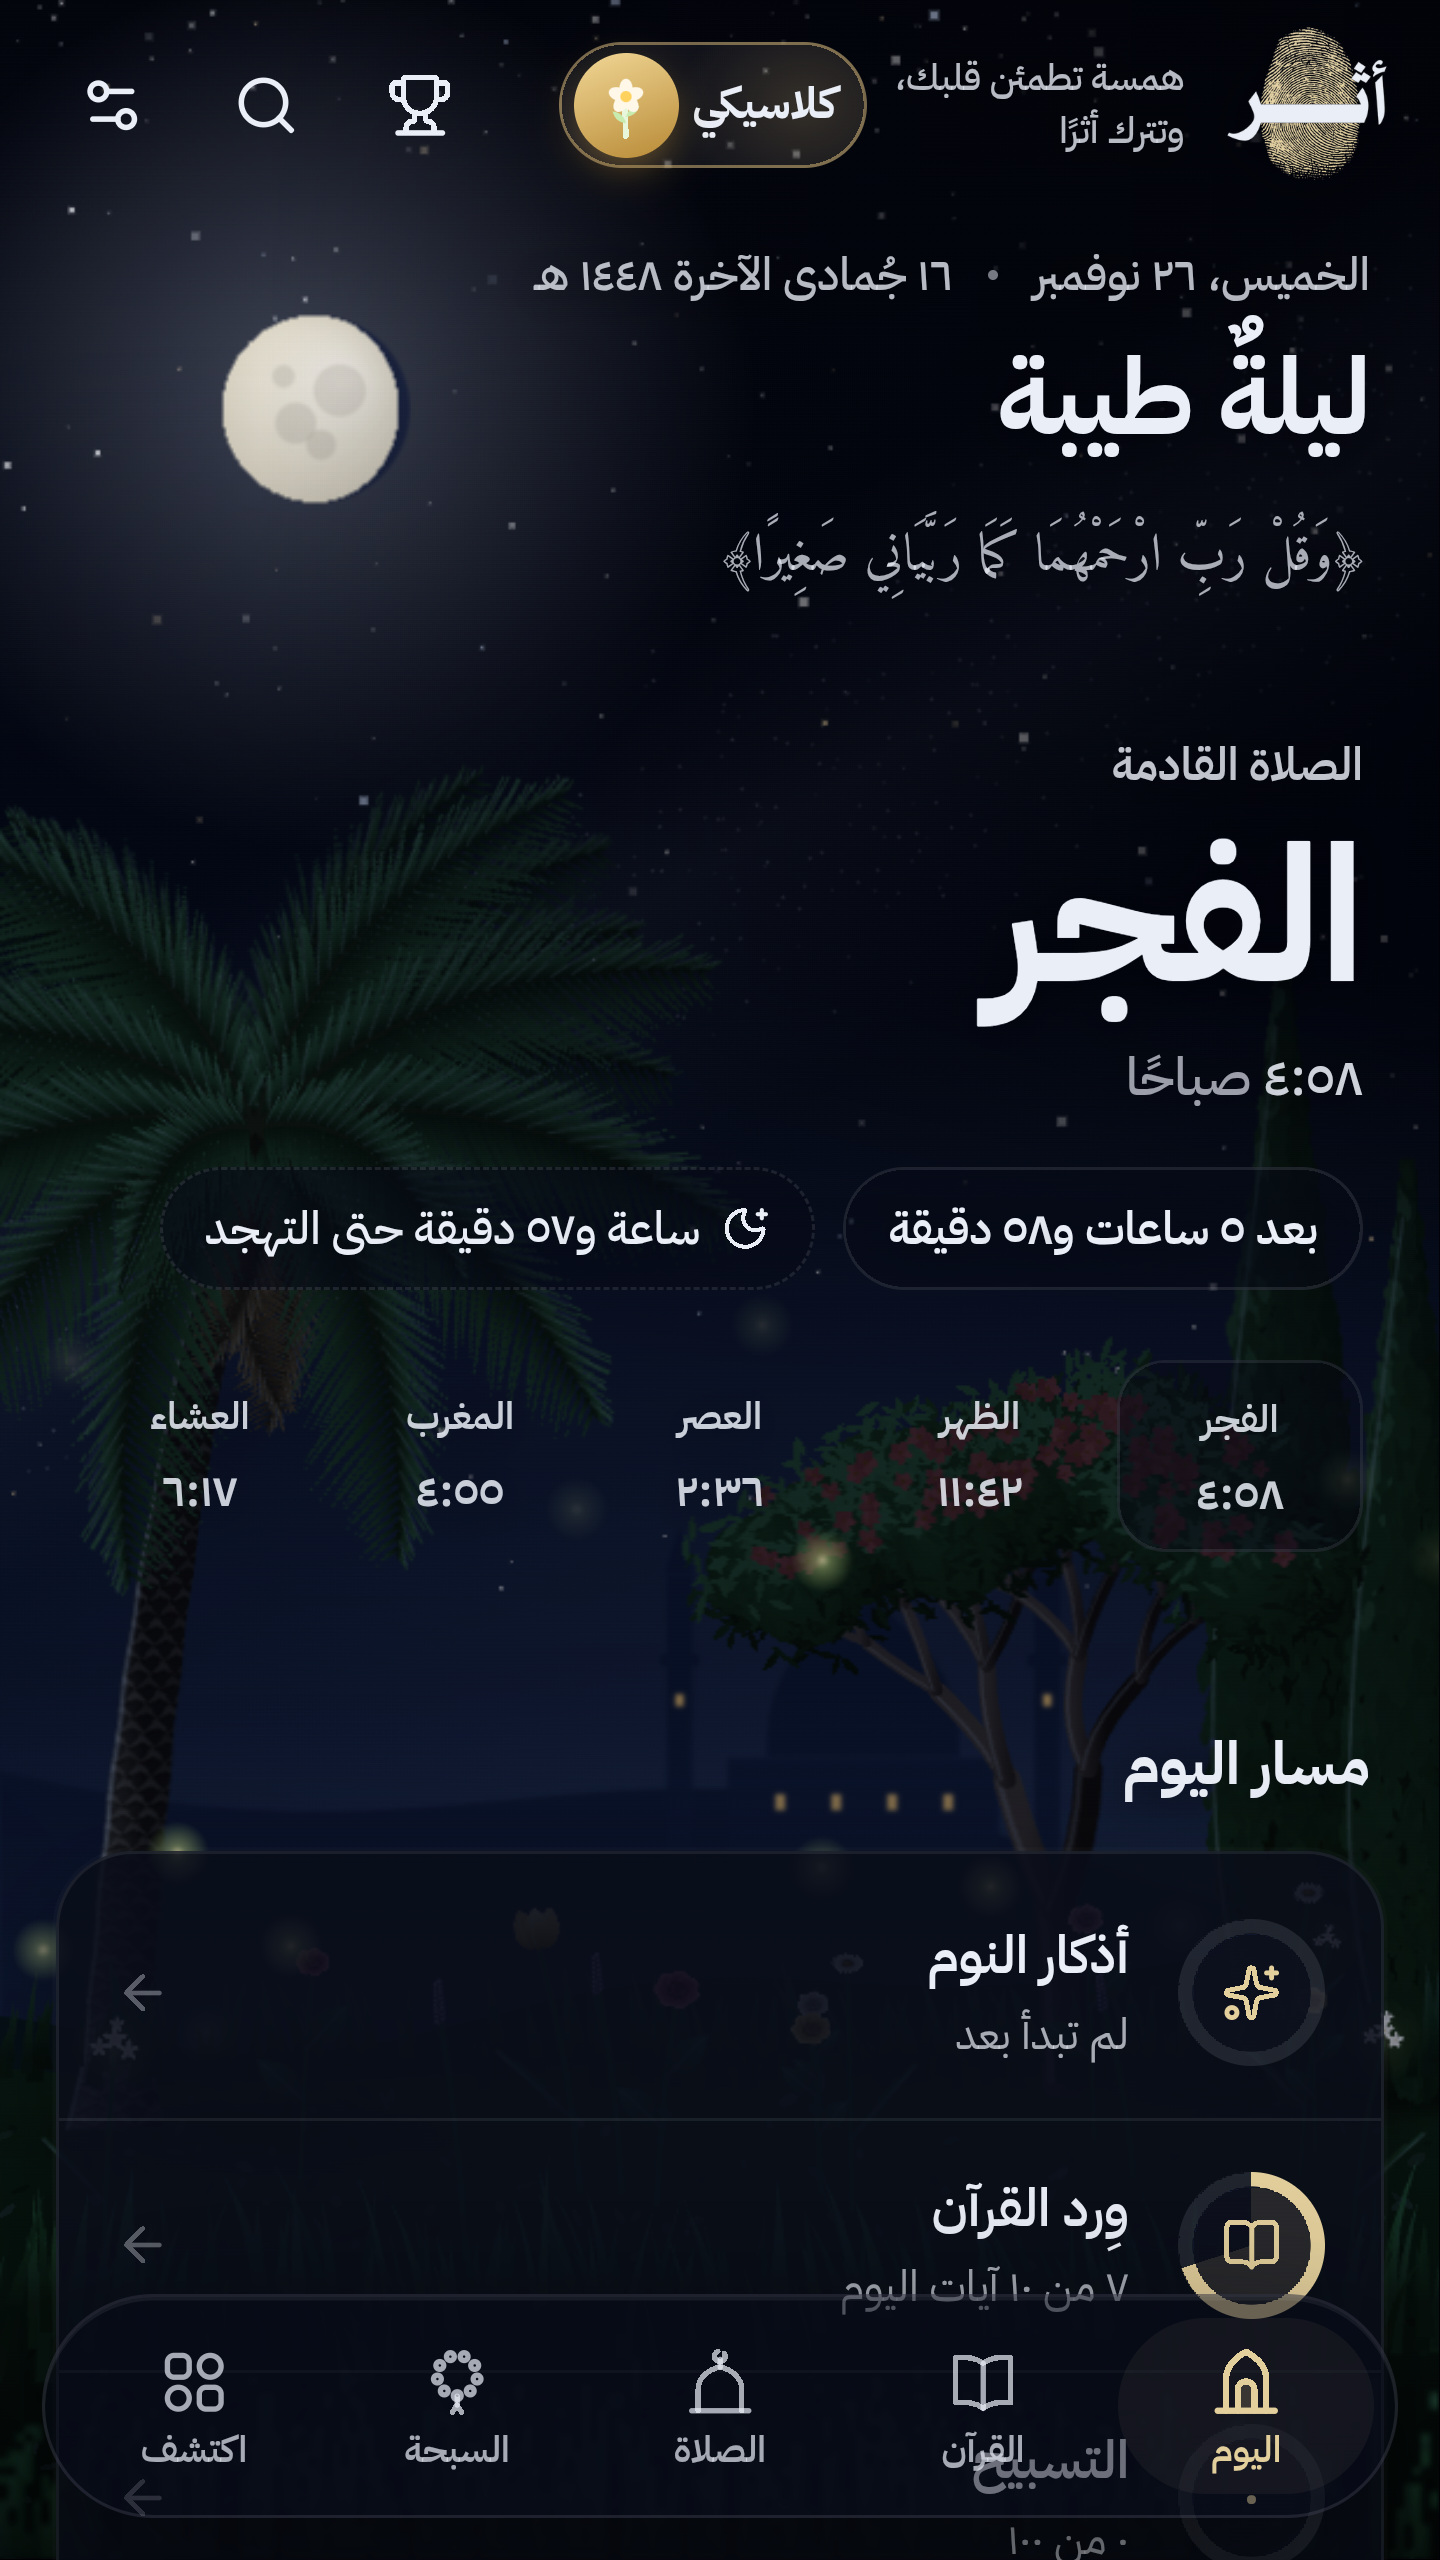 أثر
همسة تطمئن قلبك،
وتترك أثرًا
كلاسيكي
الخميس، ٢٦ نوفمبر • ١٦ جُمادى الآخرة ١٤٤٨ هـ
ليلةٌ طيبة
﴿وَقُلْ رَبِّ ارْحَمْهُمَا كَمَا رَبَّيَانِي صَغِيرًا﴾
الصلاة القادمة
الفجر
٤:٥٨ صباحًا
بعد ٥ ساعات و٥٨ دقيقة
ساعة و٥٧ دقيقة حتى التهجد
الفجر الظهر العصر المغرب العشاء
٤:٥٨ ١١:٤٢ ٢:٣٦ ٤:٥٥ ٦:١٧
مسار اليوم
أذكار النوم
لم تبدأ بعد
وِرد القرآن
٧ من ١٠ آيات اليوم
التسبيح
٠ من ١٠٠
اليوم القرآن الصلاة السبحة اكتشف